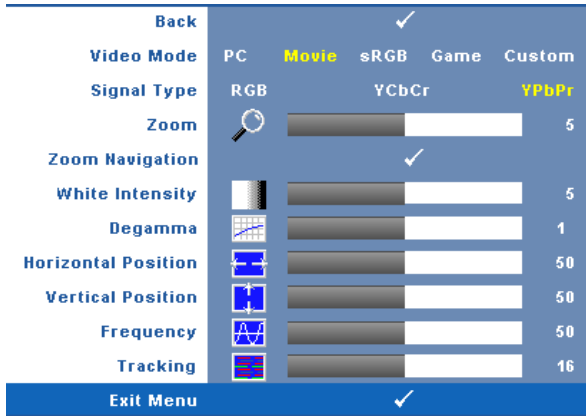 Back
Video Mode PC Movie sRGB Game Custom
Signal Type RGB YCbCr YPbPr
Zoom 5
Zoom Navigation
White Intensity 5
Degamma 1
Horizontal Position 50
Vertical Position 50
Frequency 50
Tracking 16
Exit Menu